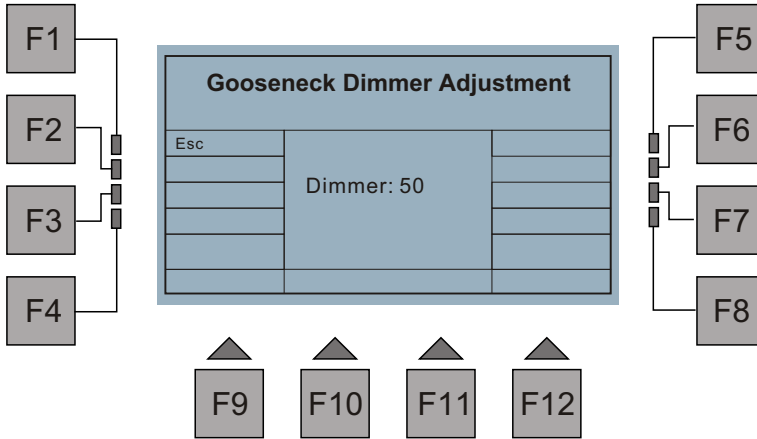 F1
F5
Gooseneck Dimmer Adjustment
F2
F6
Esc
Dimmer: 50
F3
F7
F4
F8
F9
F10
F11
F12